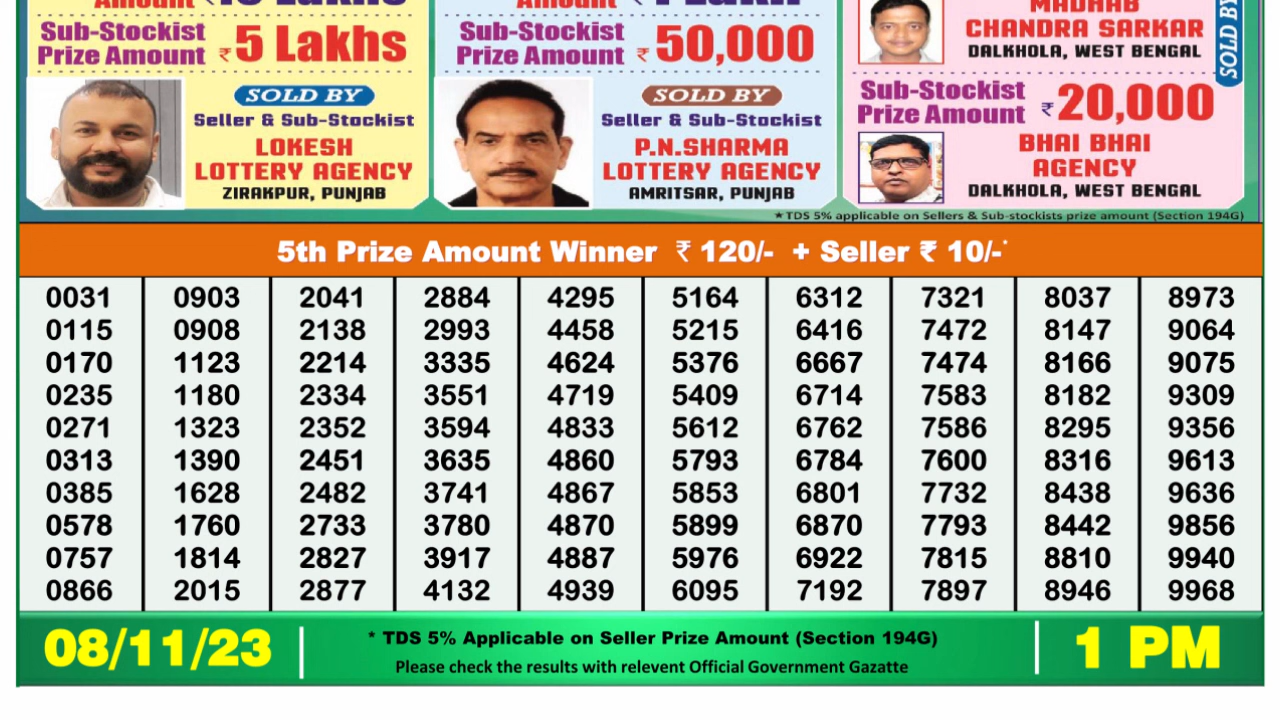 Sub-Stockist
Prize Amount ₹5 Lakhs
SOLD BY
Seller & Sub-Stockist
LOKESH
LOTTERY AGENCY
ZIRAKPUR, PUNJAB
Sub-Stockist
Prize Amount ₹50,000
SOLD BY
Seller & Sub-Stockist
P.N.SHARMA
LOTTERY AGENCY
AMRITSAR, PUNJAB
MADHAB
CHANDRA SARKAR
DALKHOLA, WEST BENGAL
SOLD BY
Sub-Stockist
Prize Amount ₹20,000
BHAI BHAI
AGENCY
DALKHOLA, WEST BENGAL
★TDS 5% applicable on Sellers & Sub-stockists prize amount (Section 194G)
5th Prize Amount Winner ₹ 120/- + Seller ₹ 10/-*
0031 0903 2041 2884 4295 5164 6312 7321 8037 8973
0115 0908 2138 2993 4458 5215 6416 7472 8147 9064
0170 1123 2214 3335 4624 5376 6667 7474 8166 9075
0235 1180 2334 3551 4719 5409 6714 7583 8182 9309
0271 1323 2352 3594 4833 5612 6762 7586 8295 9356
0313 1390 2451 3635 4860 5793 6784 7600 8316 9613
0385 1628 2482 3741 4867 5853 6801 7732 8438 9636
0578 1760 2733 3780 4870 5899 6870 7793 8442 9856
0757 1814 2827 3917 4887 5976 6922 7815 8810 9940
0866 2015 2877 4132 4939 6095 7192 7897 8946 9968
08/11/23
* TDS 5% Applicable on Seller Prize Amount (Section 194G)
Please check the results with relevent Official Government Gazatte
1 PM